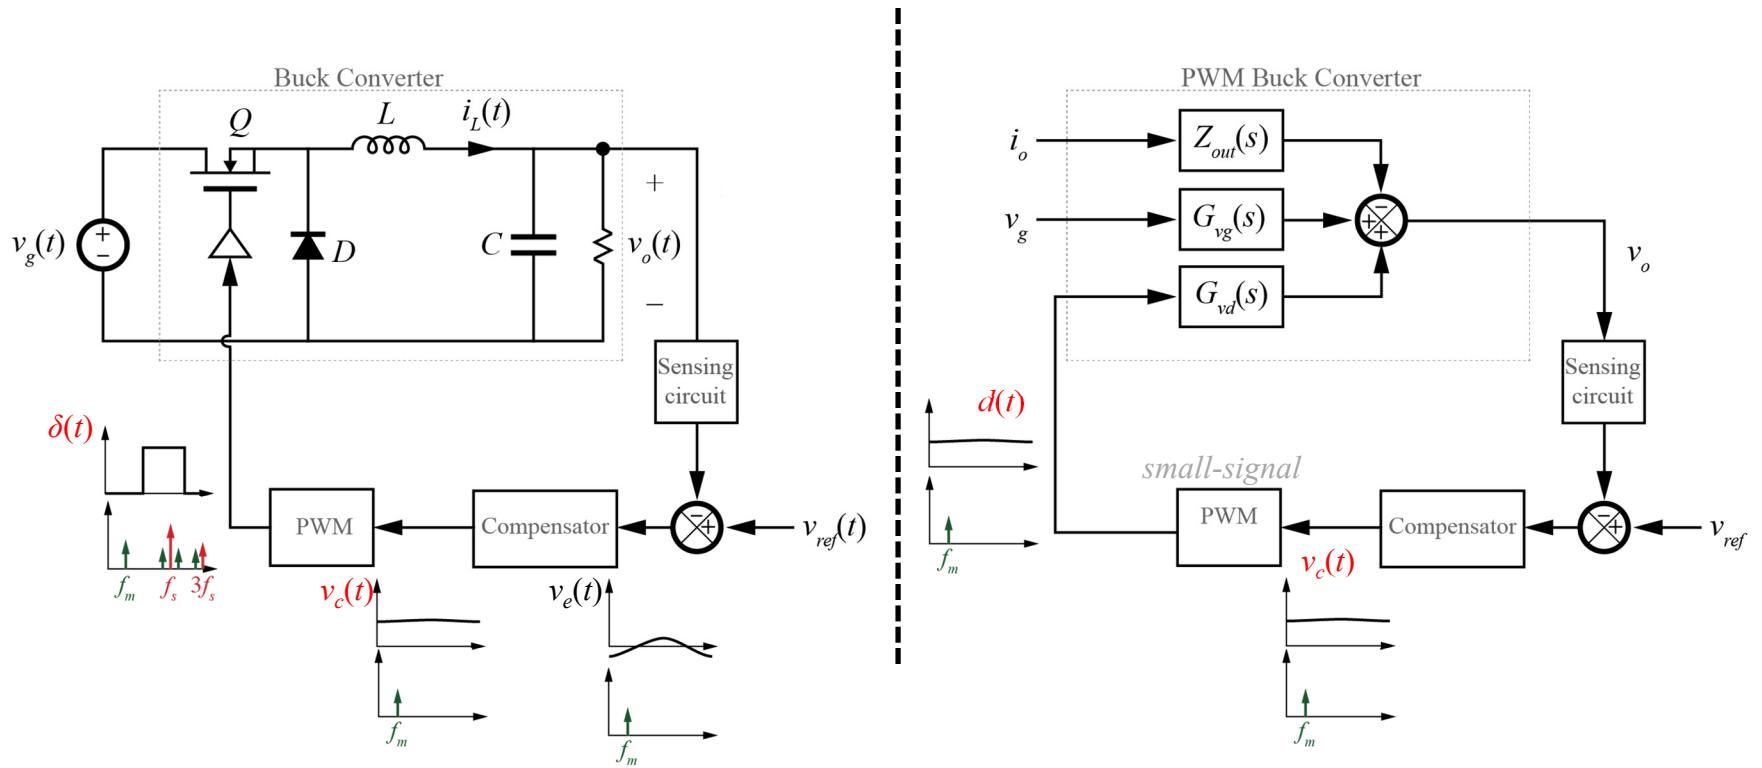 Buck Converter
Q
L
i_L(t)
+
v_g(t)
+
−
D
C
v_o(t)
−
Sensing
circuit
δ(t)
PWM
Compensator
− +
v_ref(t)
f_m
f_s
3f_s
v_c(t)
v_e(t)
f_m
f_m
PWM Buck Converter
i_o
Z_out(s)
v_g
G_vg(s)
−
+
+
G_vd(s)
v_o
Sensing
circuit
d(t)
small-signal
PWM
Compensator
− +
v_ref
f_m
v_c(t)
f_m